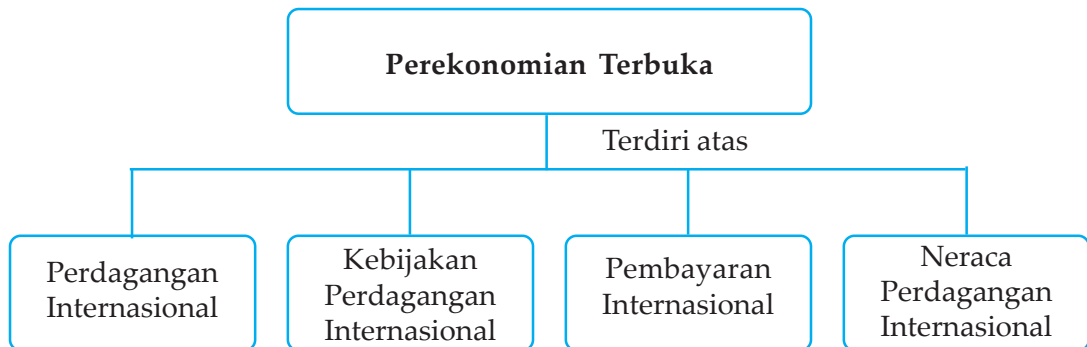 Perekonomian Terbuka
Terdiri atas
Perdagangan
Internasional
Kebijakan
Perdagangan
Internasional
Pembayaran
Internasional
Neraca
Perdagangan
Internasional